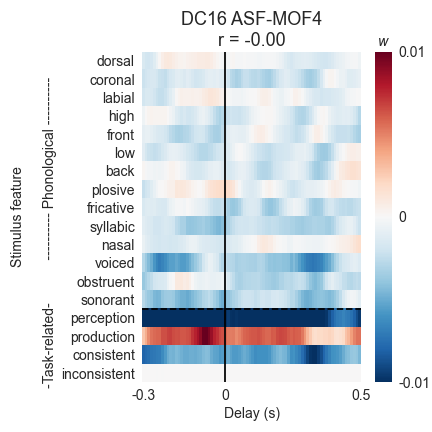 DC16 ASF-MOF4
r = -0.00
w
dorsal
coronal
labial
high
front
low
back
plosive
fricative
syllabic
nasal
voiced
obstruent
sonorant
perception
production
consistent
inconsistent
Stimulus feature
-Task-related- ----------- Phonological -----------
0.01
0
-0.01
-0.3
0
0.5
Delay (s)